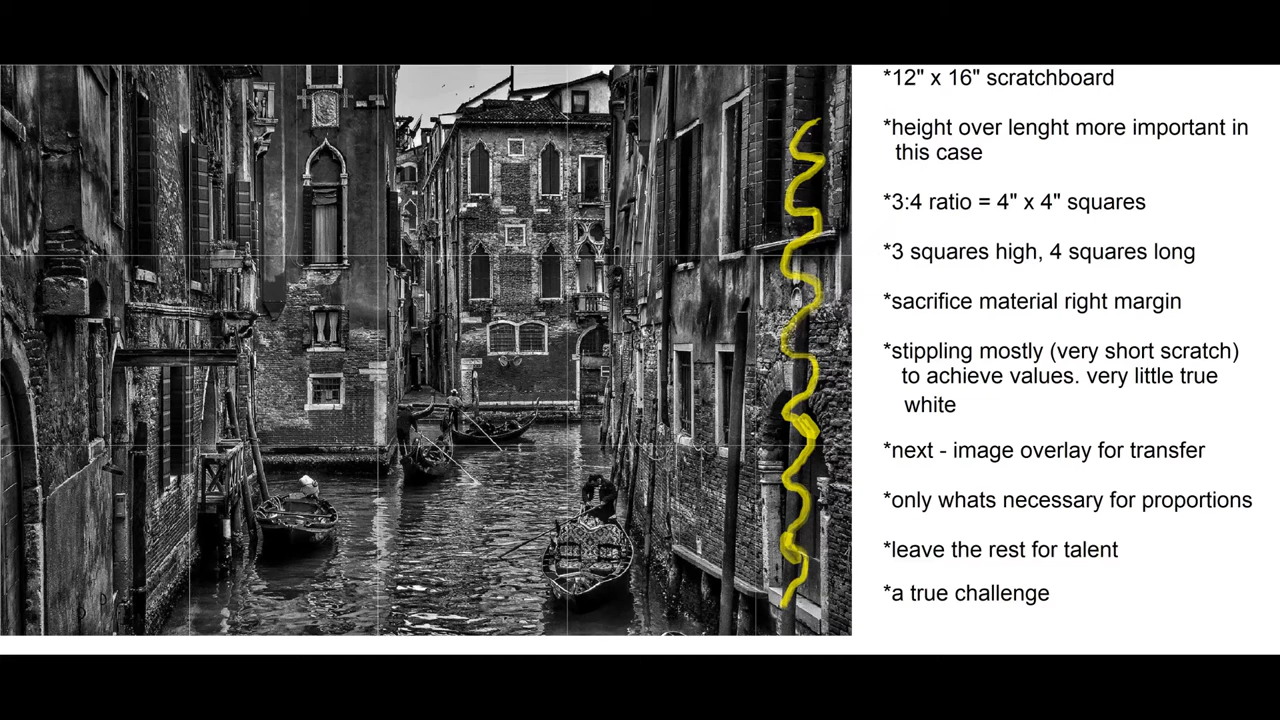 *12" x 16" scratchboard
*height over lenght more important in
this case
*3:4 ratio = 4" x 4" squares
*3 squares high, 4 squares long
*sacrifice material right margin
*stippling mostly (very short scratch)
to achieve values. very little true
white
*next - image overlay for transfer
*only whats necessary for proportions
*leave the rest for talent
*a true challenge